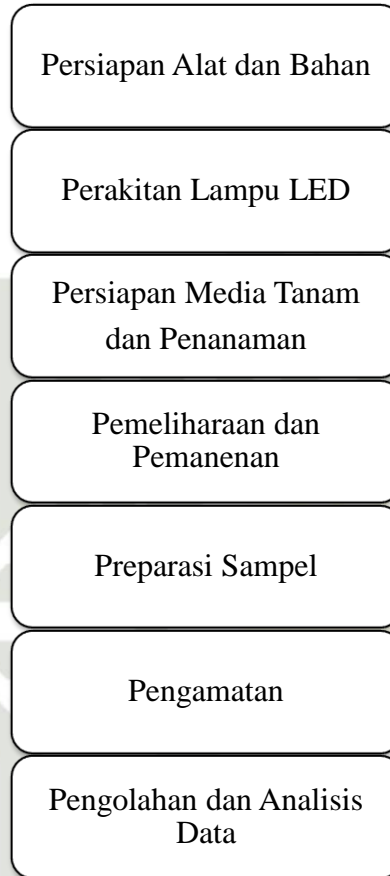 Persiapan Alat dan Bahan
Perakitan Lampu LED
Persiapan Media Tanam
dan Penanaman
Pemeliharaan dan
Pemanenan
Preparasi Sampel
Pengamatan
Pengolahan dan Analisis
Data